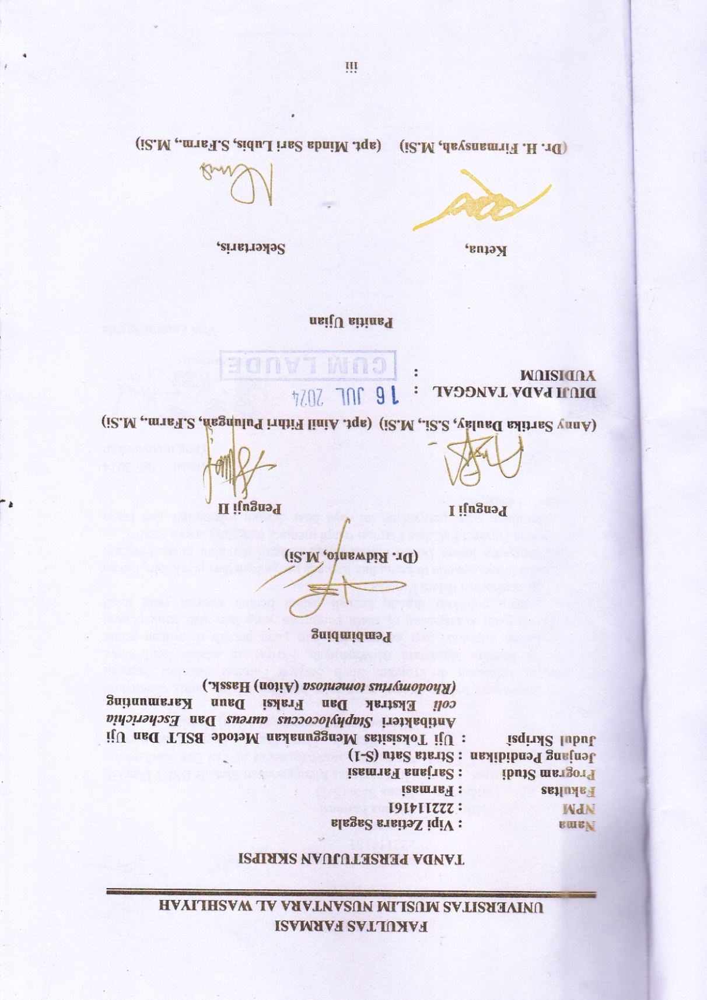 FAKULTAS FARMASI
UNIVERSITAS MUSLIM NUSANTARA AL WASHLIYAH
TANDA PERSETUJUAN SKRIPSI
Nama : Vipi Zetiara Sagala
NPM : 222114161
Fakultas : Farmasi
Program Studi : Sarjana Farmasi
Jenjang Pendidikan : Strata Satu (S-1)
Judul Skripsi : Uji Toksisitas Menggunakan Metode BSLT Dan Uji
Antibakteri Staphylococcus aureus Dan Escherichia
coli Ekstrak Dan Fraksi Daun Karamunting
(Rhodomyrtus tomentosa (Aiton) Hassk.)
Pembimbing
(Dr. Ridwanto, M.Si)
Penguji I Penguji II
(Anny Sartika Daulay, S.Si., M.Si) (apt. Ainil Fithri Pulungan, S.Farm., M.Si)
DIUJI PADA TANGGAL : 16 JUL 2024
YUDISIUM : CUM LAUDE
Panitia Ujian
Ketua, Sekertaris,
(Dr. H. Firmansyah, M.Si) (apt. Minda Sari Lubis, S.Farm., M.Si)
iii